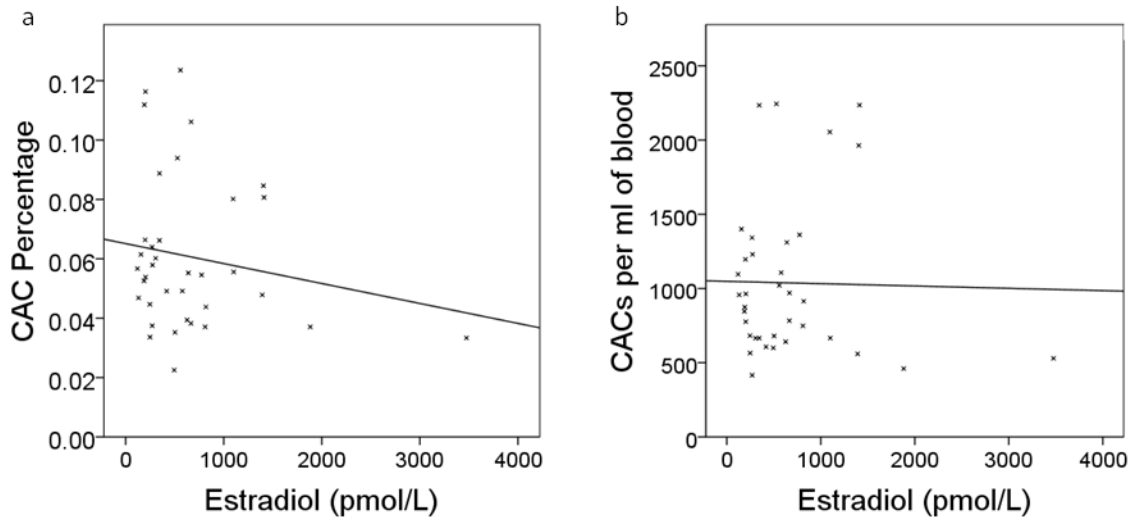 a
CAC Percentage
0.12
0.10
0.08
0.06
0.04
0.02
0.00
0 1000 2000 3000 4000
Estradiol (pmol/L)
b
CACs per ml of blood
2500
2000
1500
1000
500
0
0 1000 2000 3000 4000
Estradiol (pmol/L)